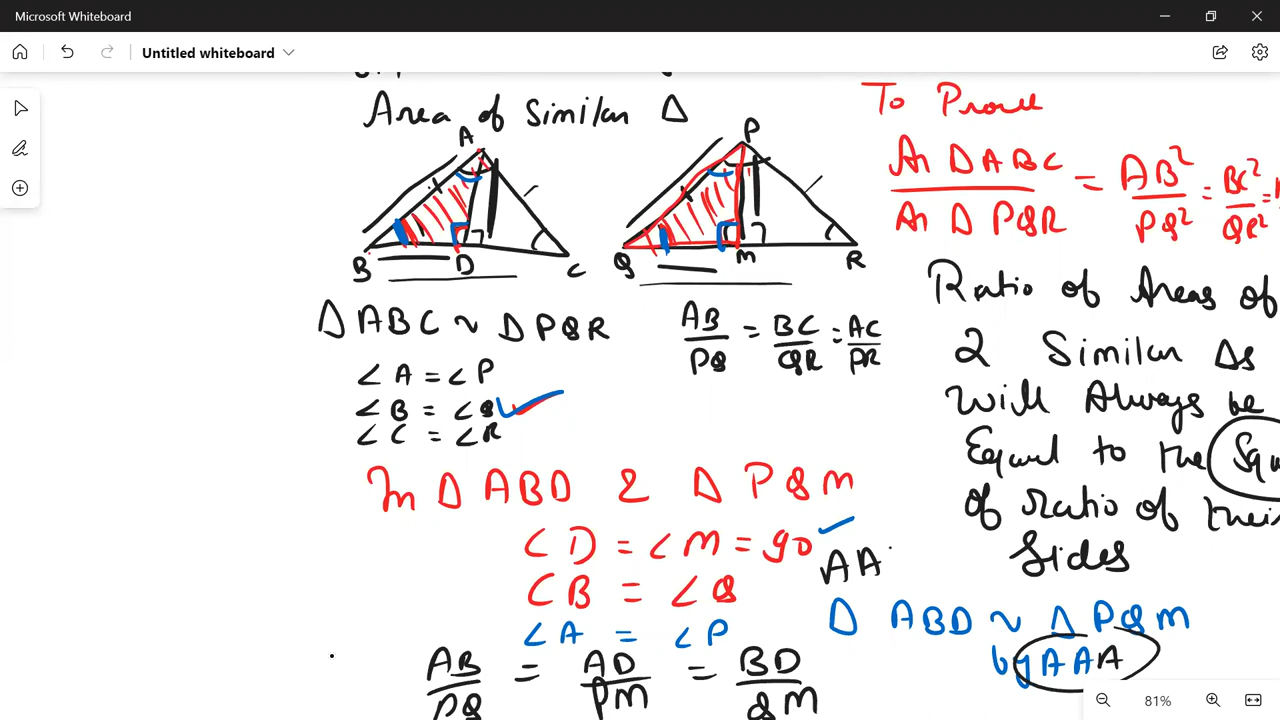 Microsoft Whiteboard
Untitled whiteboard
Area of Similar Δ
A
B
D
C
P
Q
M
R
Δ ABC ~ Δ PQR
∠A = ∠P
∠B = ∠Q
∠C = ∠R
AB/PQ = BC/QR = AC/PR
To Prove
Ar Δ ABC / Ar Δ PQR = AB²/PQ² = BC²/QR² =
Ratio of Areas of
2 Similar Δs
Will Always be
Equal to the Squ
of Ratio of their
Sides
In Δ ABD & Δ PQM
∠D = ∠M = 90
∠B = ∠Q
∠A = ∠P
AA
Δ ABD ~ Δ PQM
by AAA
AB/PQ = AD/PM = BD/QM
81%